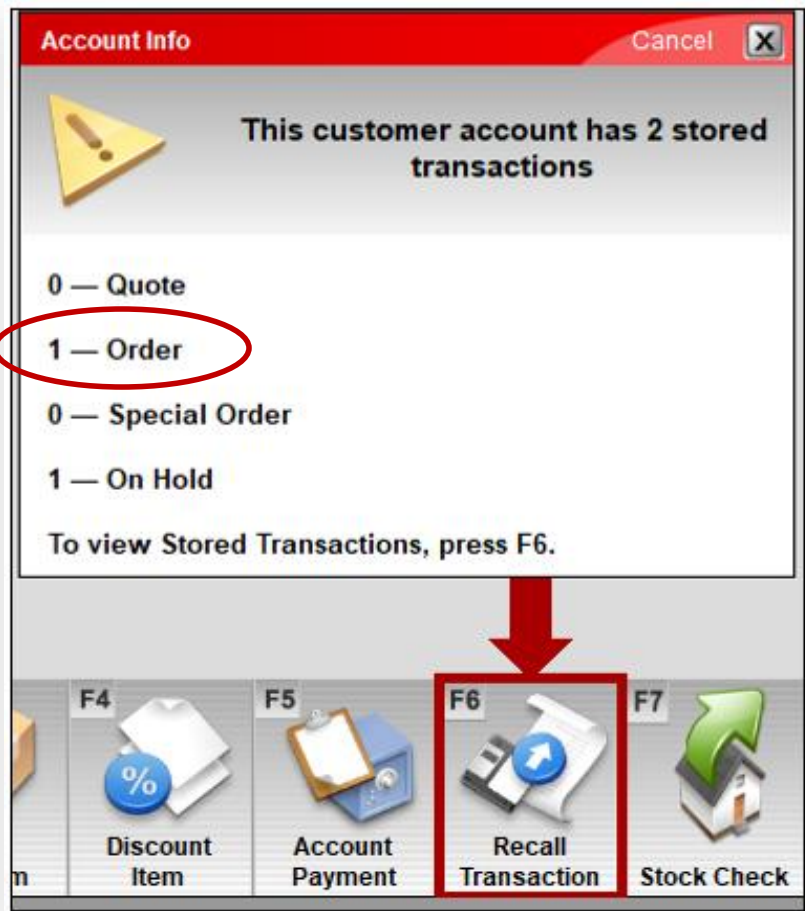 Account Info
Cancel X
This customer account has 2 stored
transactions
0 — Quote
1 — Order
0 — Special Order
1 — On Hold
To view Stored Transactions, press F6.
m
F4
%
Discount
Item
F5
Account
Payment
F6
Recall
Transaction
F7
Stock Check